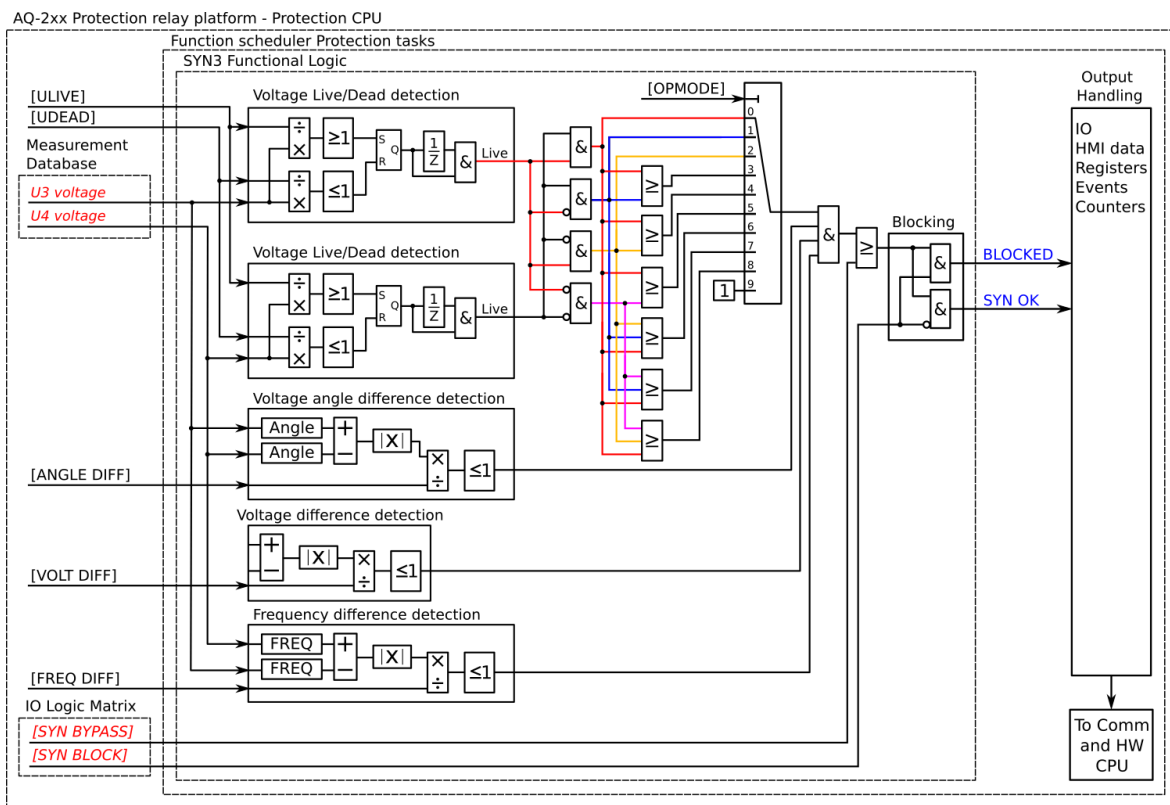 AQ-2xx Protection relay platform - Protection CPU
Function scheduler Protection tasks
SYN3 Functional Logic
[ULIVE]
[UDEAD]
Measurement
Database
U3 voltage
U4 voltage
Voltage Live/Dead detection
÷
×
≥1
÷
×
≤1
S
Q
R
1
Z
&
Live
Voltage Live/Dead detection
÷
×
≥1
÷
×
≤1
S
Q
R
1
Z
&
Live
&
&
&
&
≥
≥
≥
≥
≥
≥
[OPMODE]
0
1
2
3
4
5
6
7
8
9
1
&
≥
Blocking
&
&
BLOCKED
SYN OK
Output
Handling
IO
HMI data
Registers
Events
Counters
To Comm
and HW
CPU
Voltage angle difference detection
Angle
Angle
+
−
|X|
×
÷
≤1
[ANGLE DIFF]
Voltage difference detection
+
−
|X|
×
÷
≤1
[VOLT DIFF]
Frequency difference detection
FREQ
FREQ
+
−
|X|
×
÷
≤1
[FREQ DIFF]
IO Logic Matrix
[SYN BYPASS]
[SYN BLOCK]